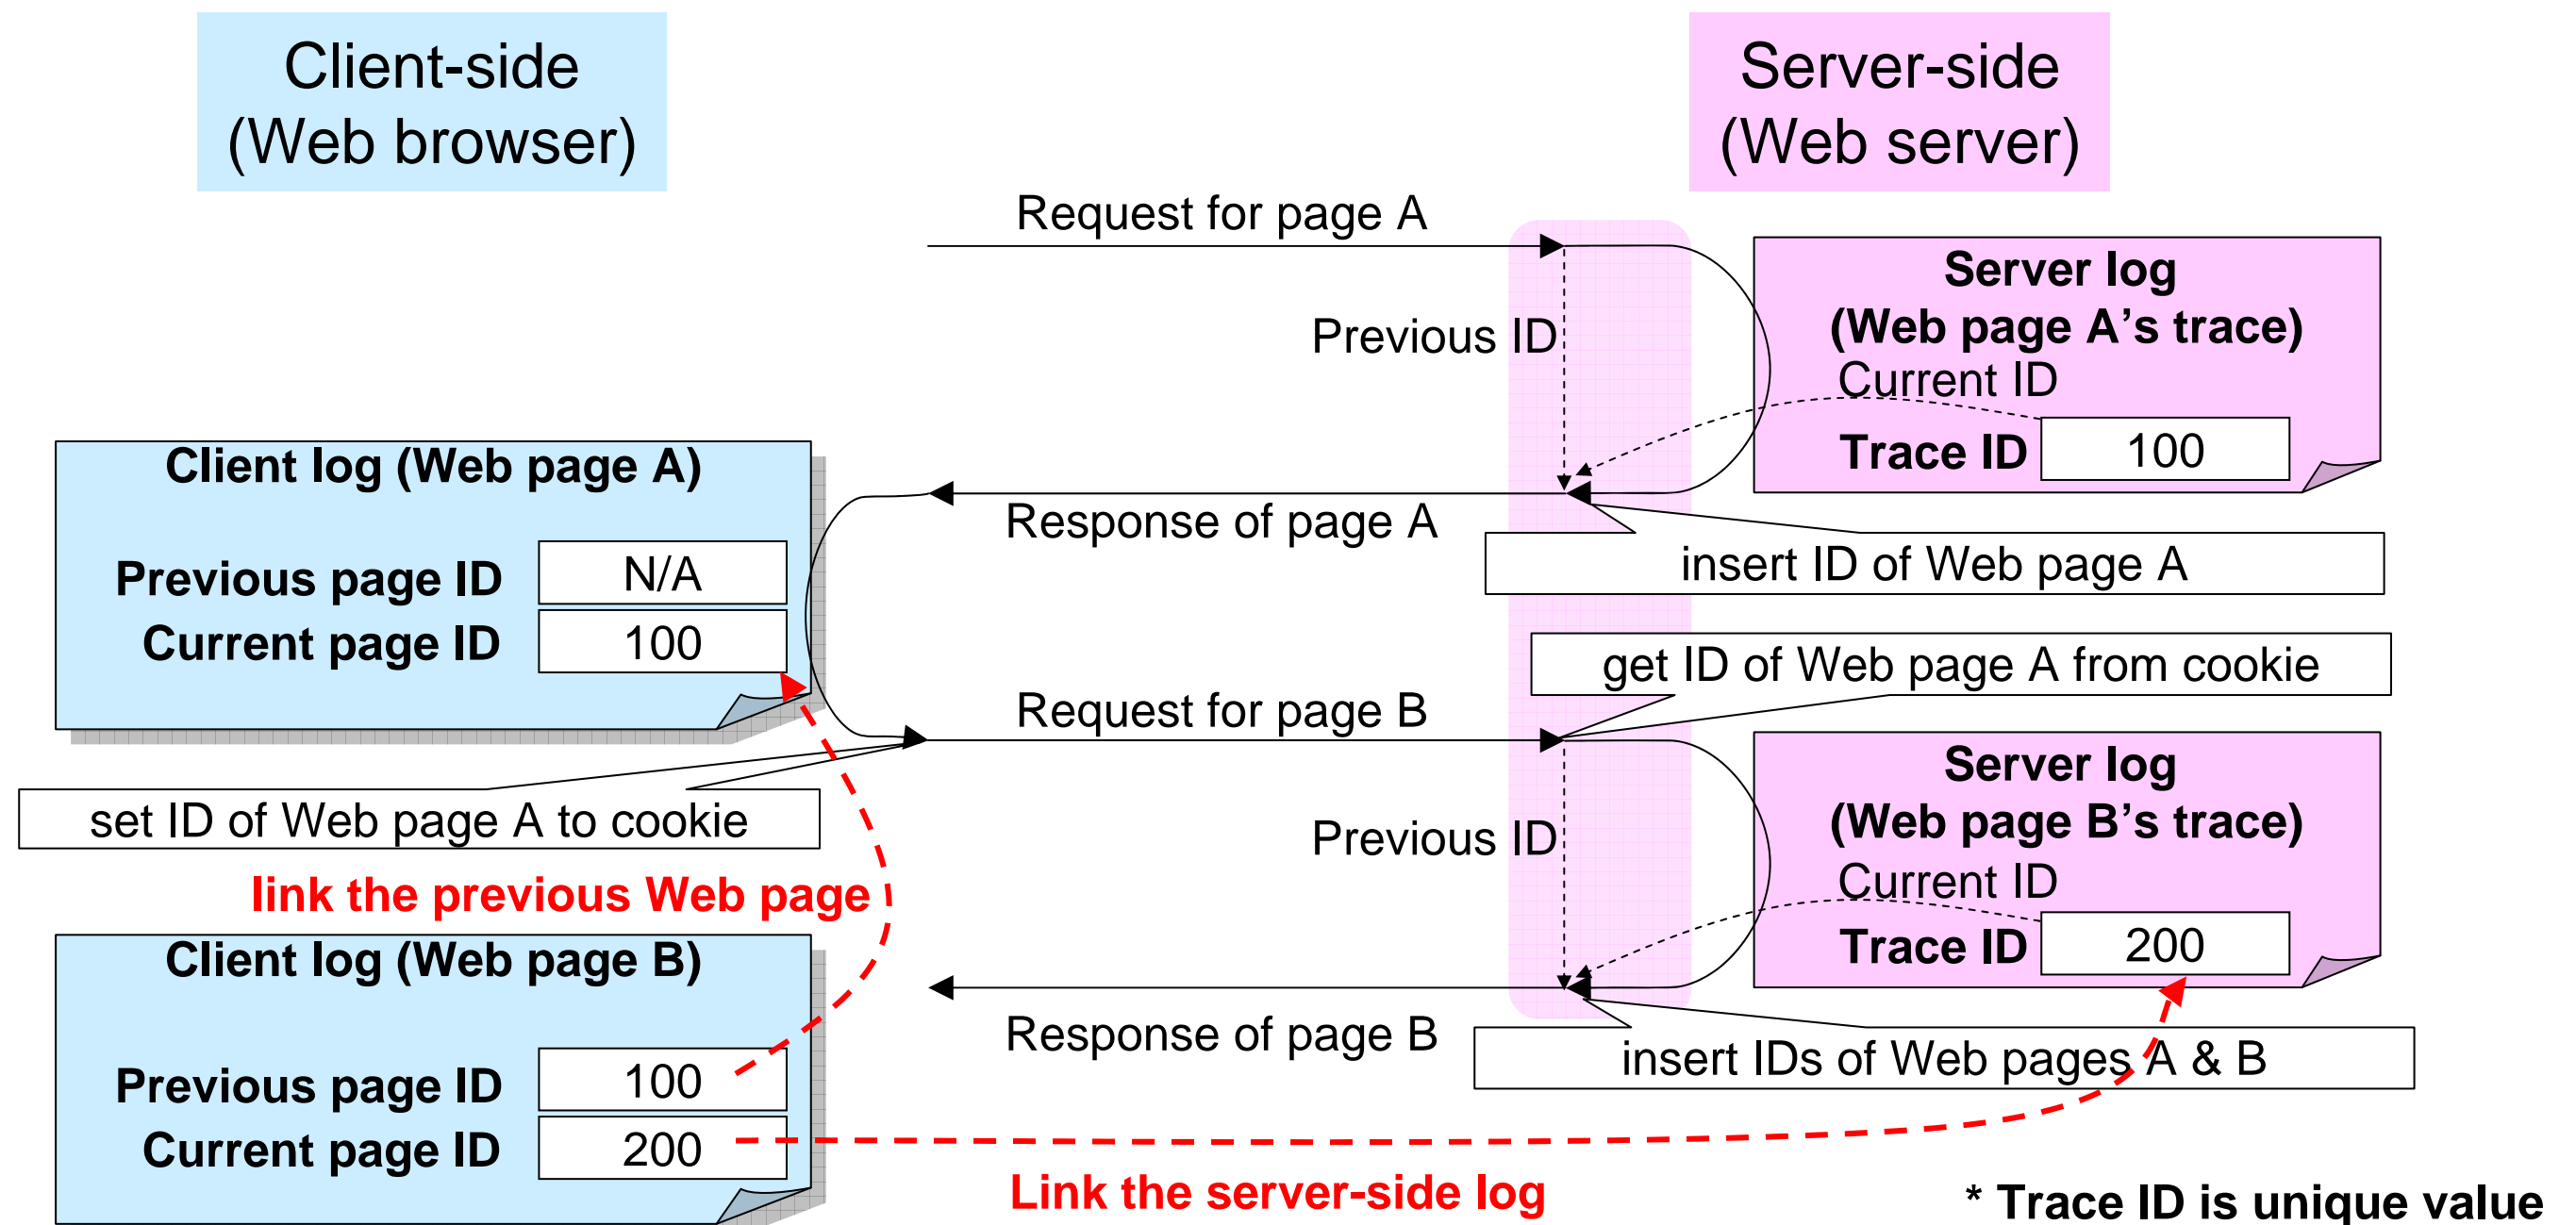 Client-side
(Web browser)
Server-side
(Web server)
Request for page A
Previous ID
Server log
(Web page A’s trace)
Current ID
Trace ID 100
Client log (Web page A)
Previous page ID N/A
Current page ID 100
Response of page A
insert ID of Web page A
get ID of Web page A from cookie
Request for page B
set ID of Web page A to cookie
Previous ID
Server log
(Web page B’s trace)
Current ID
Trace ID 200
link the previous Web page
Client log (Web page B)
Previous page ID 100
Current page ID 200
Response of page B
insert IDs of Web pages A & B
Link the server-side log
* Trace ID is unique value